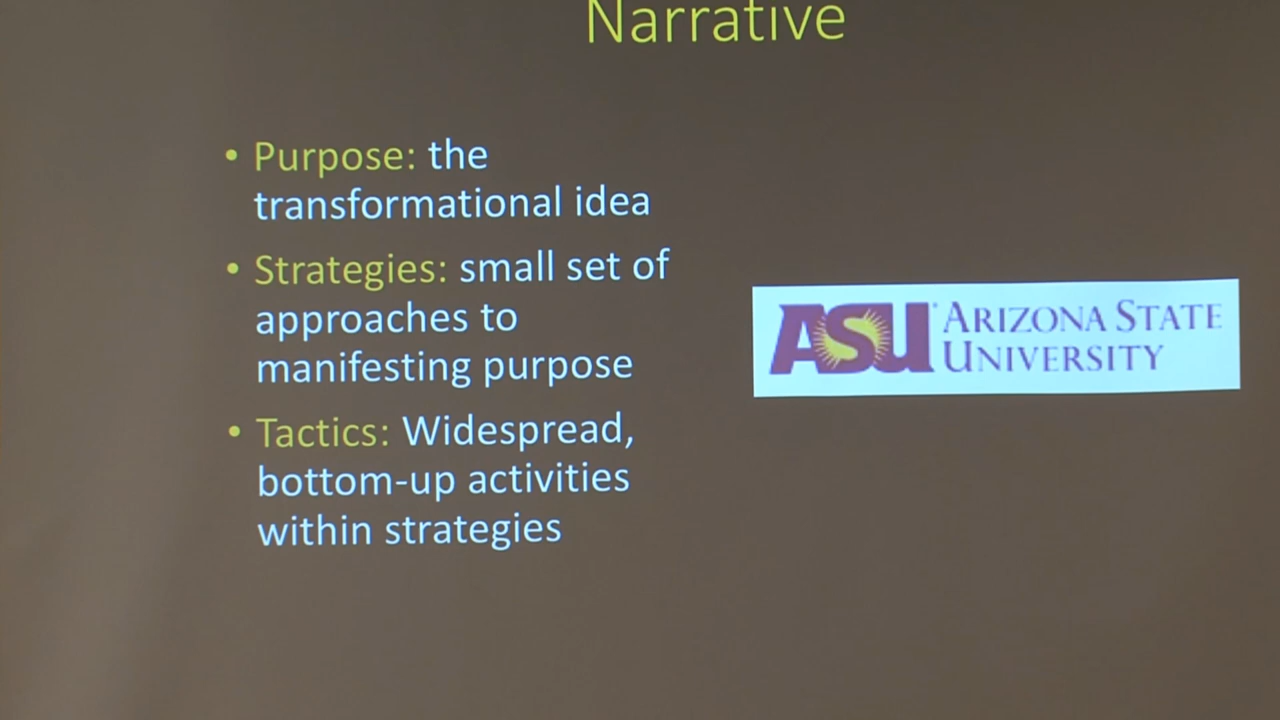 Narrative
• Purpose: the
transformational idea
• Strategies: small set of
approaches to
manifesting purpose
• Tactics: Widespread,
bottom-up activities
within strategies
ASU ARIZONA STATE
UNIVERSITY